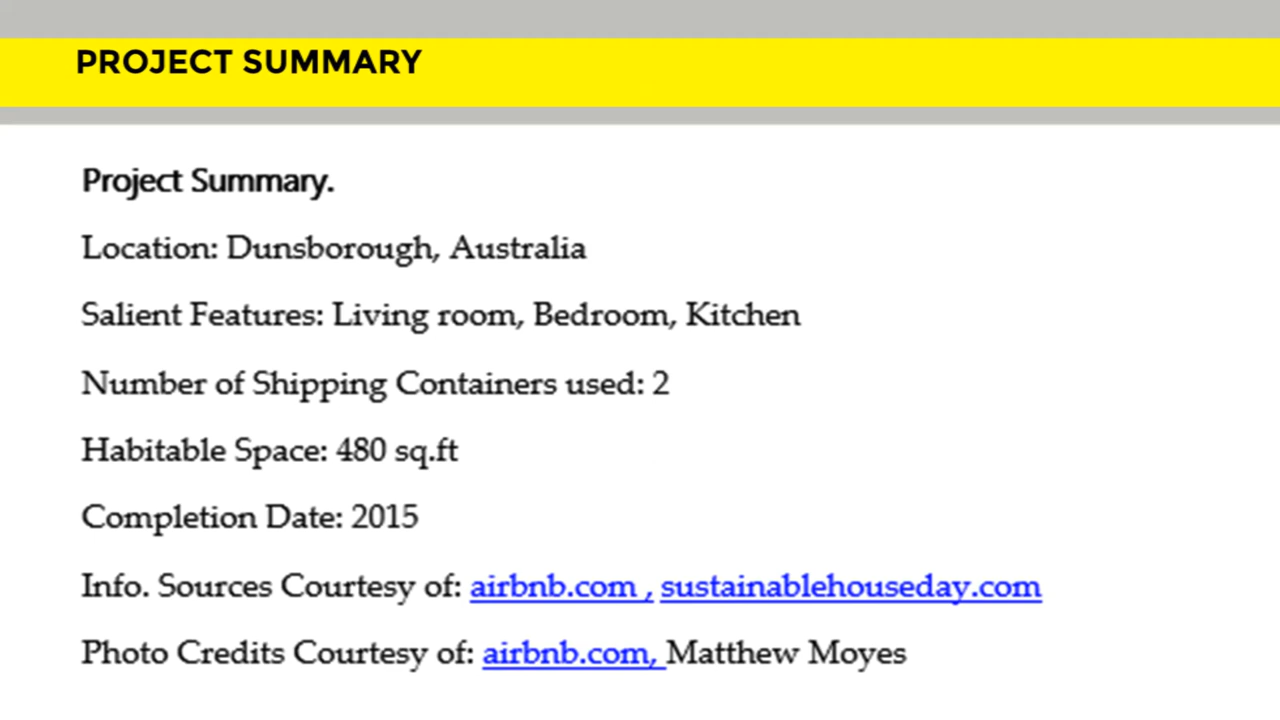 PROJECT SUMMARY
Project Summary.
Location: Dunsborough, Australia
Salient Features: Living room, Bedroom, Kitchen
Number of Shipping Containers used: 2
Habitable Space: 480 sq.ft
Completion Date: 2015
Info. Sources Courtesy of: airbnb.com , sustainablehouseday.com
Photo Credits Courtesy of: airbnb.com, Matthew Moyes